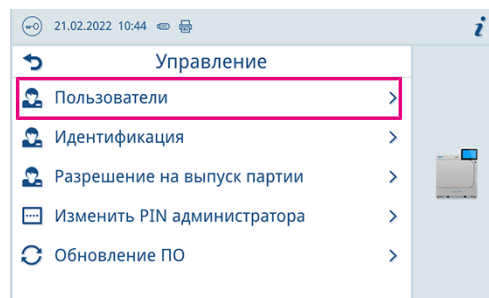 21.02.2022 10:44
Управление
Пользователи
Идентификация
Разрешение на выпуск партии
Изменить PIN администратора
Обновление ПО